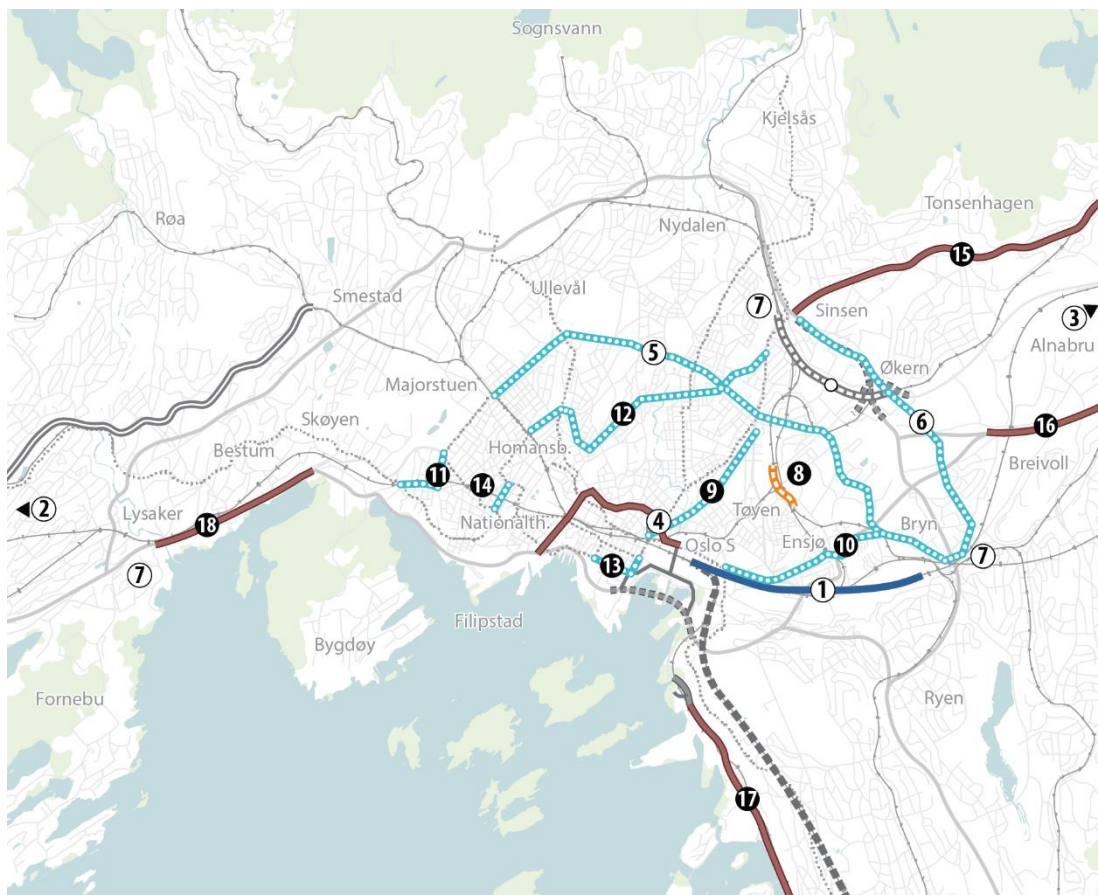 Sognsvann
Kjelsås
Tonsenhagen
Røa
Nydalen
15
Ullevål
Smestad
7
Sinsen
3
Alnabru
5
Økern
Majorstuen
12
6
16
Skøyen
Homansb.
Bestum
11
14
8
Breivoll
9
2
Lysaker
18
Nationalth.
4
Tøyen
Bryn
Oslo S
Ensjø
10
7
7
13
1
Filipstad
Bygdøy
Fornebu
Ryen
17